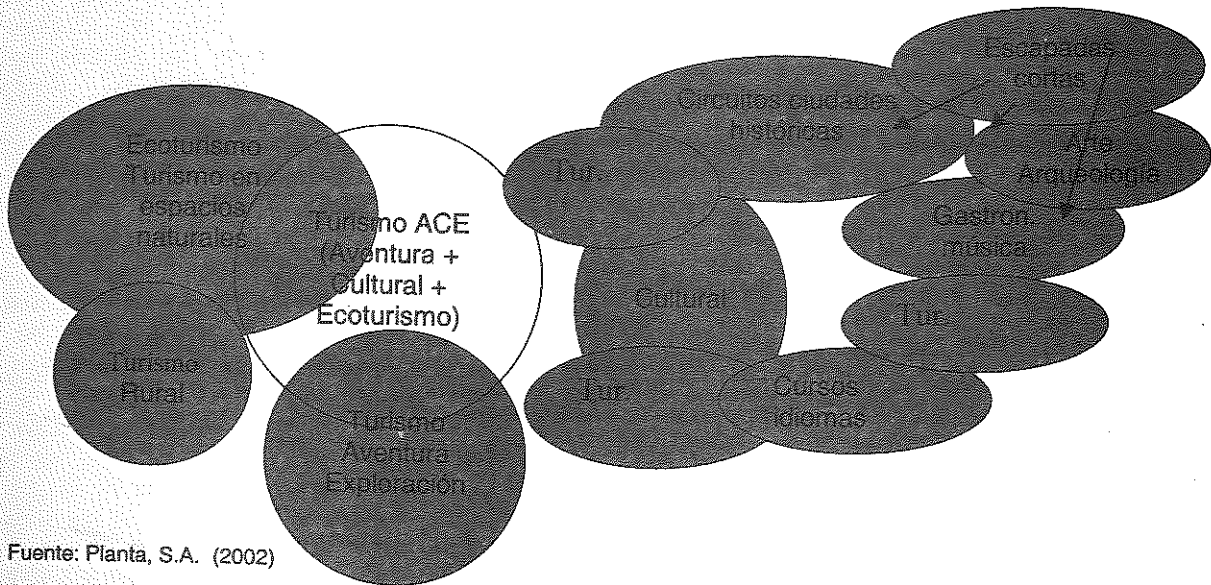 Ecoturismo
Turismo en
espacios
naturales
Turismo
Rural
Turismo ACE
(Aventura +
Cultural +
Ecoturismo)
Turismo
Aventura
Exploración
Tur.
Circuitos ciudades
históricas
Escapadas
cortas
Arte
Arqueología
Gastron.
música
Cultural
Tur.
Tur.
Cursos
idiomas
Fuente: Planta, S.A. (2002)